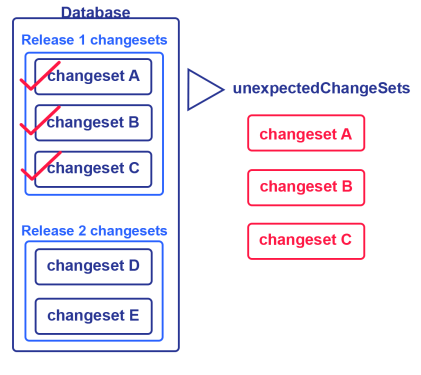 Database
Release 1 changesets
changeset A
changeset B
changeset C
Release 2 changesets
changeset D
changeset E
unexpectedChangeSets
changeset A
changeset B
changeset C